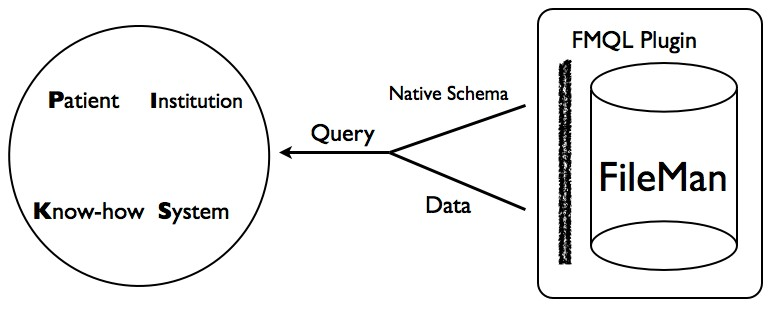 FMQL Plugin
Patient Institution
Native Schema
Query
FileMan
Know-how System
Data